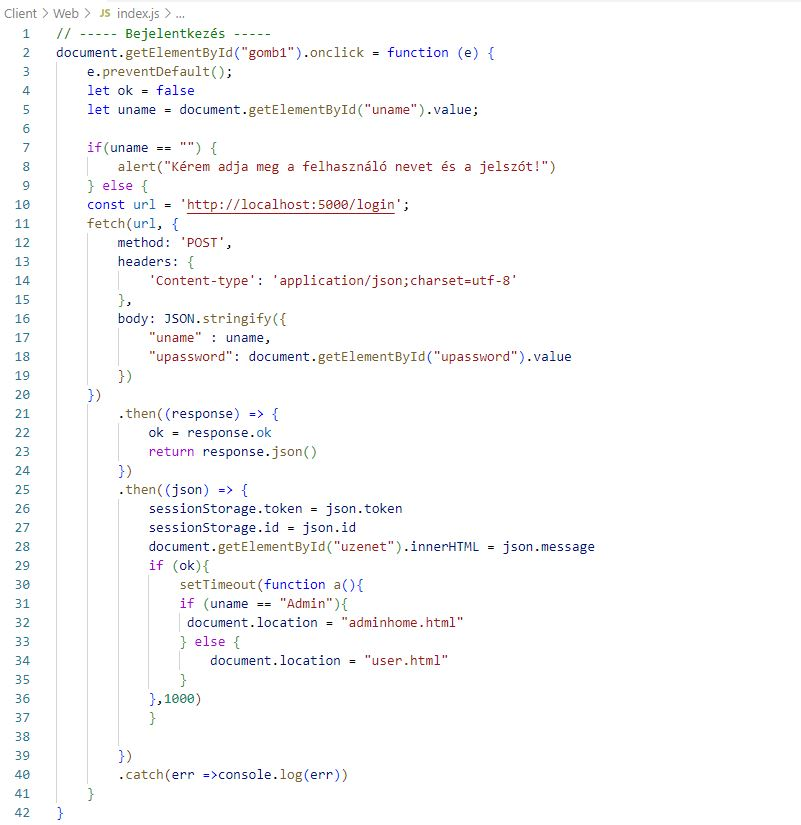 Client > Web > JS index.js > ...
1 // ----- Bejelentkezés -----
2 document.getElementById("gomb1").onclick = function (e) {
3     e.preventDefault();
4     let ok = false
5     let uname = document.getElementById("uname").value;
6
7     if(uname == "") {
8         alert("Kérem adja meg a felhasználó nevet és a jelszót!")
9     } else {
10     const url = 'http://localhost:5000/login';
11     fetch(url, {
12         method: 'POST',
13         headers: {
14             'Content-type': 'application/json;charset=utf-8'
15         },
16         body: JSON.stringify({
17             "uname" : uname,
18             "upassword": document.getElementById("upassword").value
19         })
20     })
21         .then((response) => {
22             ok = response.ok
23             return response.json()
24         })
25         .then((json) => {
26             sessionStorage.token = json.token
27             sessionStorage.id = json.id
28             document.getElementById("uzenet").innerHTML = json.message
29             if (ok){
30                 setTimeout(function a(){
31                 if (uname == "Admin"){
32                  document.location = "adminhome.html"
33                 } else {
34                     document.location = "user.html"
35                 }
36             },1000)
37             }
38
39         })
40         .catch(err =>console.log(err))
41     }
42 }